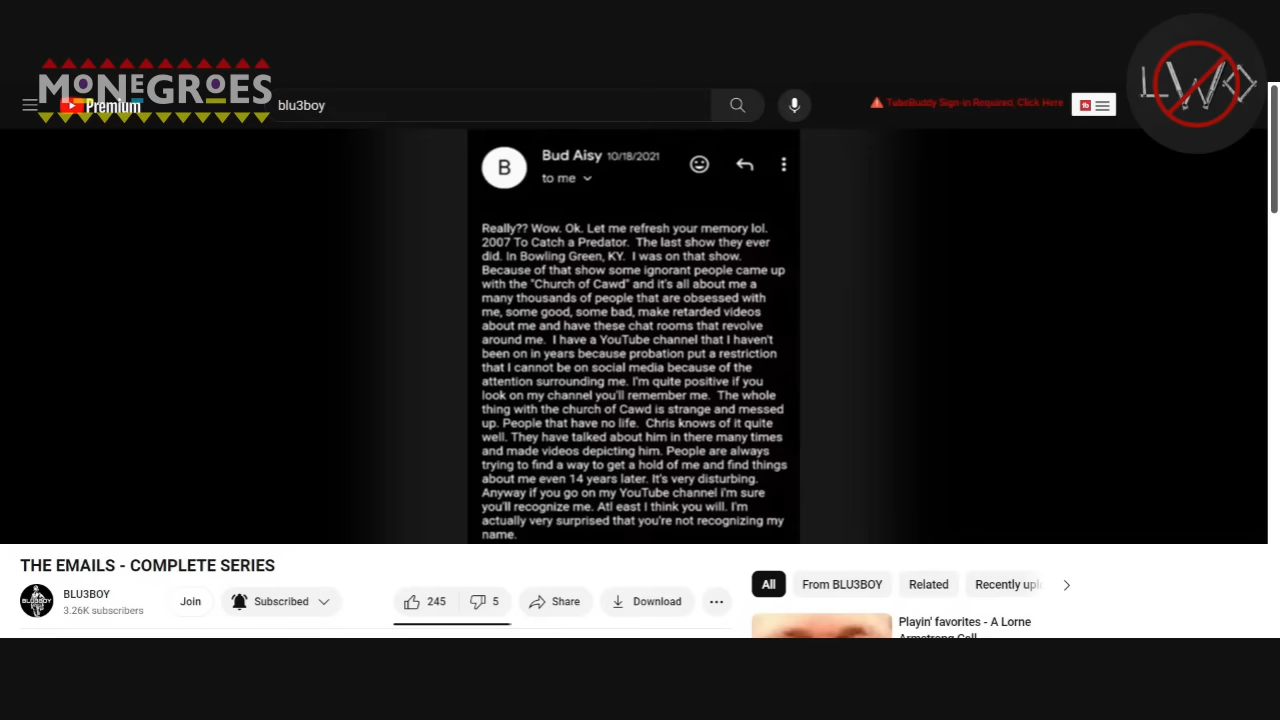 MONEGROES
Premium
blu3boy
TubeBuddy Sign-in Required, Click Here
tb
LWK
B
Bud Aisy 10/18/2021
to me
Really?? Wow. Ok. Let me refresh your memory lol.
2007 To Catch a Predator. The last show they ever
did. In Bowling Green, KY. I was on that show.
Because of that show some ignorant people came up
with the "Church of Cawd" and it's all about me a
many thousands of people that are obsessed with
me, some good, some bad, make retarded videos
about me and have these chat rooms that revolve
around me. I have a YouTube channel that I haven't
been on in years because probation put a restriction
that I cannot be on social media because of the
attention surrounding me. I'm quite positive if you
look on my channel you'll remember me. The whole
thing with the church of Cawd is strange and messed
up. People that have no life. Chris knows of it quite
well. They have talked about him in there many times
and made videos depicting him. People are always
trying to find a way to get a hold of me and find things
about me even 14 years later. It's very disturbing.
Anyway if you go on my YouTube channel i'm sure
you'll recognize me. Atl east I think you will. I'm
actually very surprised that you're not recognizing my
name.
THE EMAILS - COMPLETE SERIES
BLU3BOY
3.26K subscribers
Join
Subscribed
245
5
Share
Download
All
From BLU3BOY
Related
Recently upl
Playin' favorites - A Lorne
Armstrong Call